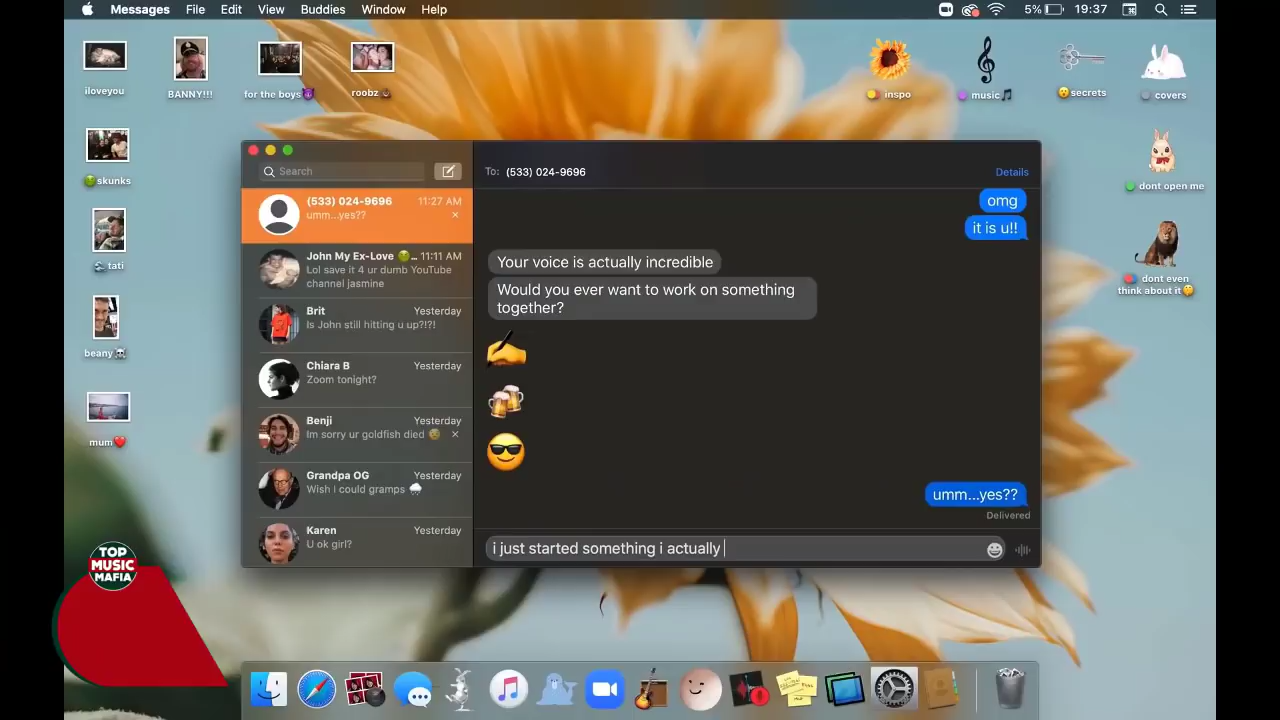 Messages File Edit View Buddies Window Help 5% 19:37
iloveyou
BANNY!!!
for the boys😈
roobz
inspo
music🎵
😮secrets
covers
🤢skunks
tati
beany☠️
mum❤️
dont open me
dont even
think about it🤫
Search
(533) 024-9696 11:27 AM
umm...yes??
John My Ex-Love 🤢... 11:11 AM
Lol save it 4 ur dumb YouTube
channel jasmine
Brit Yesterday
Is John still hitting u up?!?!
Chiara B Yesterday
Zoom tonight?
Benji Yesterday
Im sorry ur goldfish died 😢
Grandpa OG Yesterday
Wish I could gramps 🌧️
Karen Yesterday
U ok girl?
To: (533) 024-9696 Details
omg
it is u!!
Your voice is actually incredible
Would you ever want to work on something
together?
✍️
🍻
😎
umm...yes??
Delivered
i just started something i actually
TOP
MUSIC
MAFIA